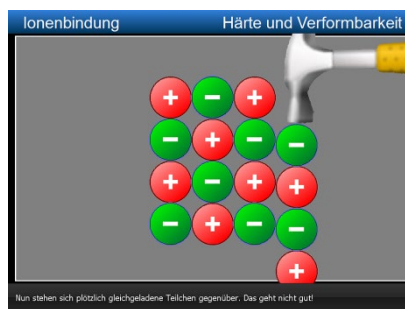 Ionenbindung Härte und Verformbarkeit
+ − +
− + − −
+ − + +
− + − −
+
Nun stehen sich plötzlich gleichgeladene Teilchen gegenüber. Das geht nicht gut!